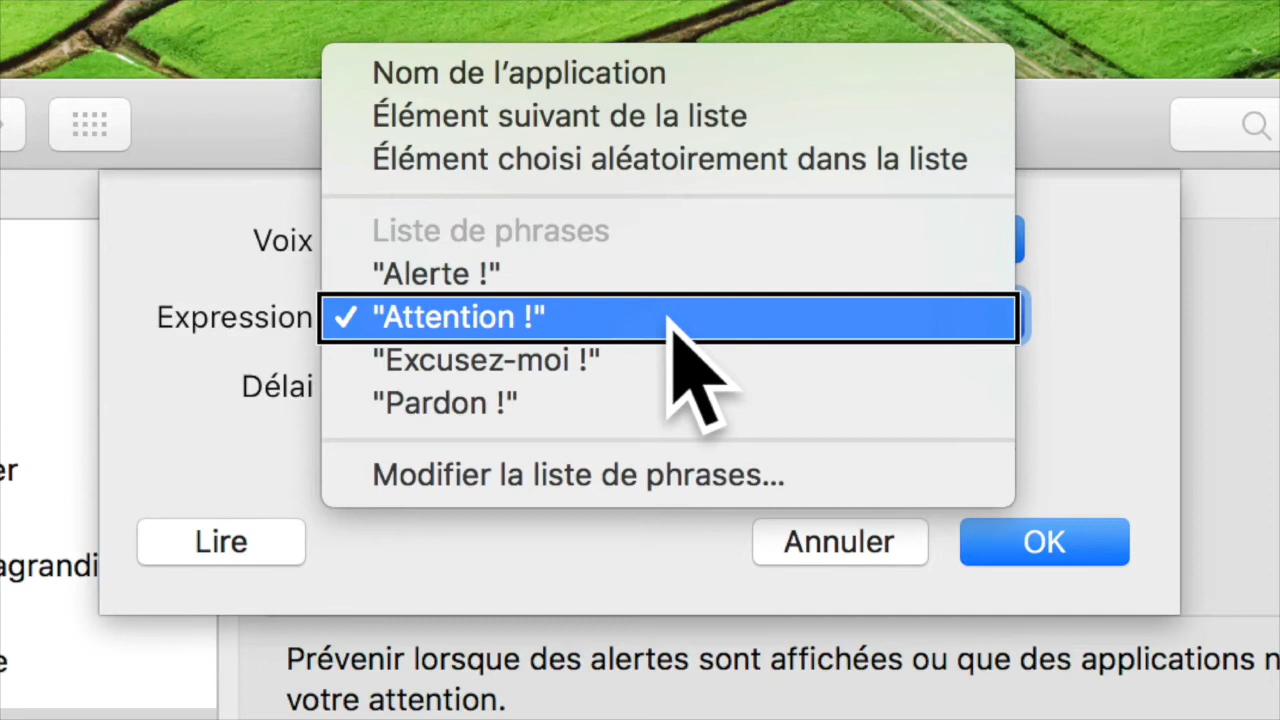 Nom de l’application
Élément suivant de la liste
Élément choisi aléatoirement dans la liste
Liste de phrases
Voix
"Alerte !"
Expression
✓ "Attention !"
"Excusez-moi !"
Délai
"Pardon !"
Modifier la liste de phrases...
Lire
Annuler
OK
er
agrandi
e
Prévenir lorsque des alertes sont affichées ou que des applications n
votre attention.